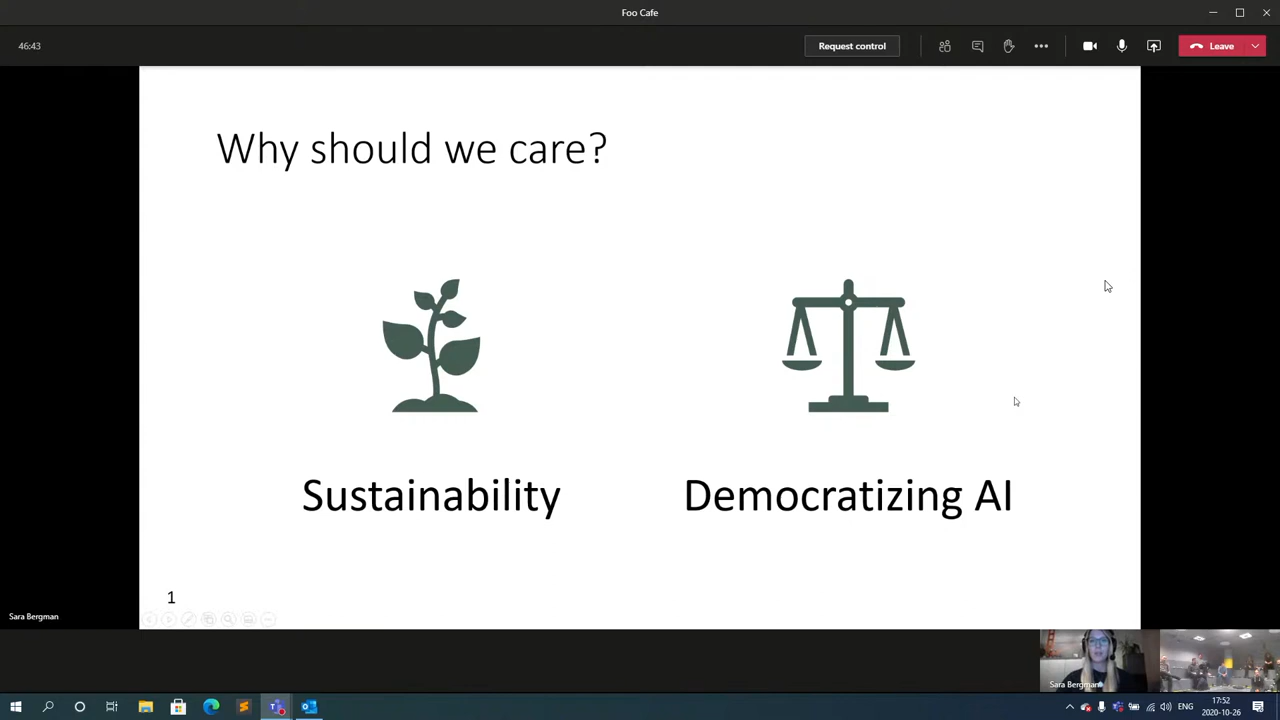 Foo Cafe
46:43
Request control
Leave
Why should we care?
Sustainability
Democratizing AI
1
Sara Bergman
Sara Bergman
17:52
ENG
2020-10-26